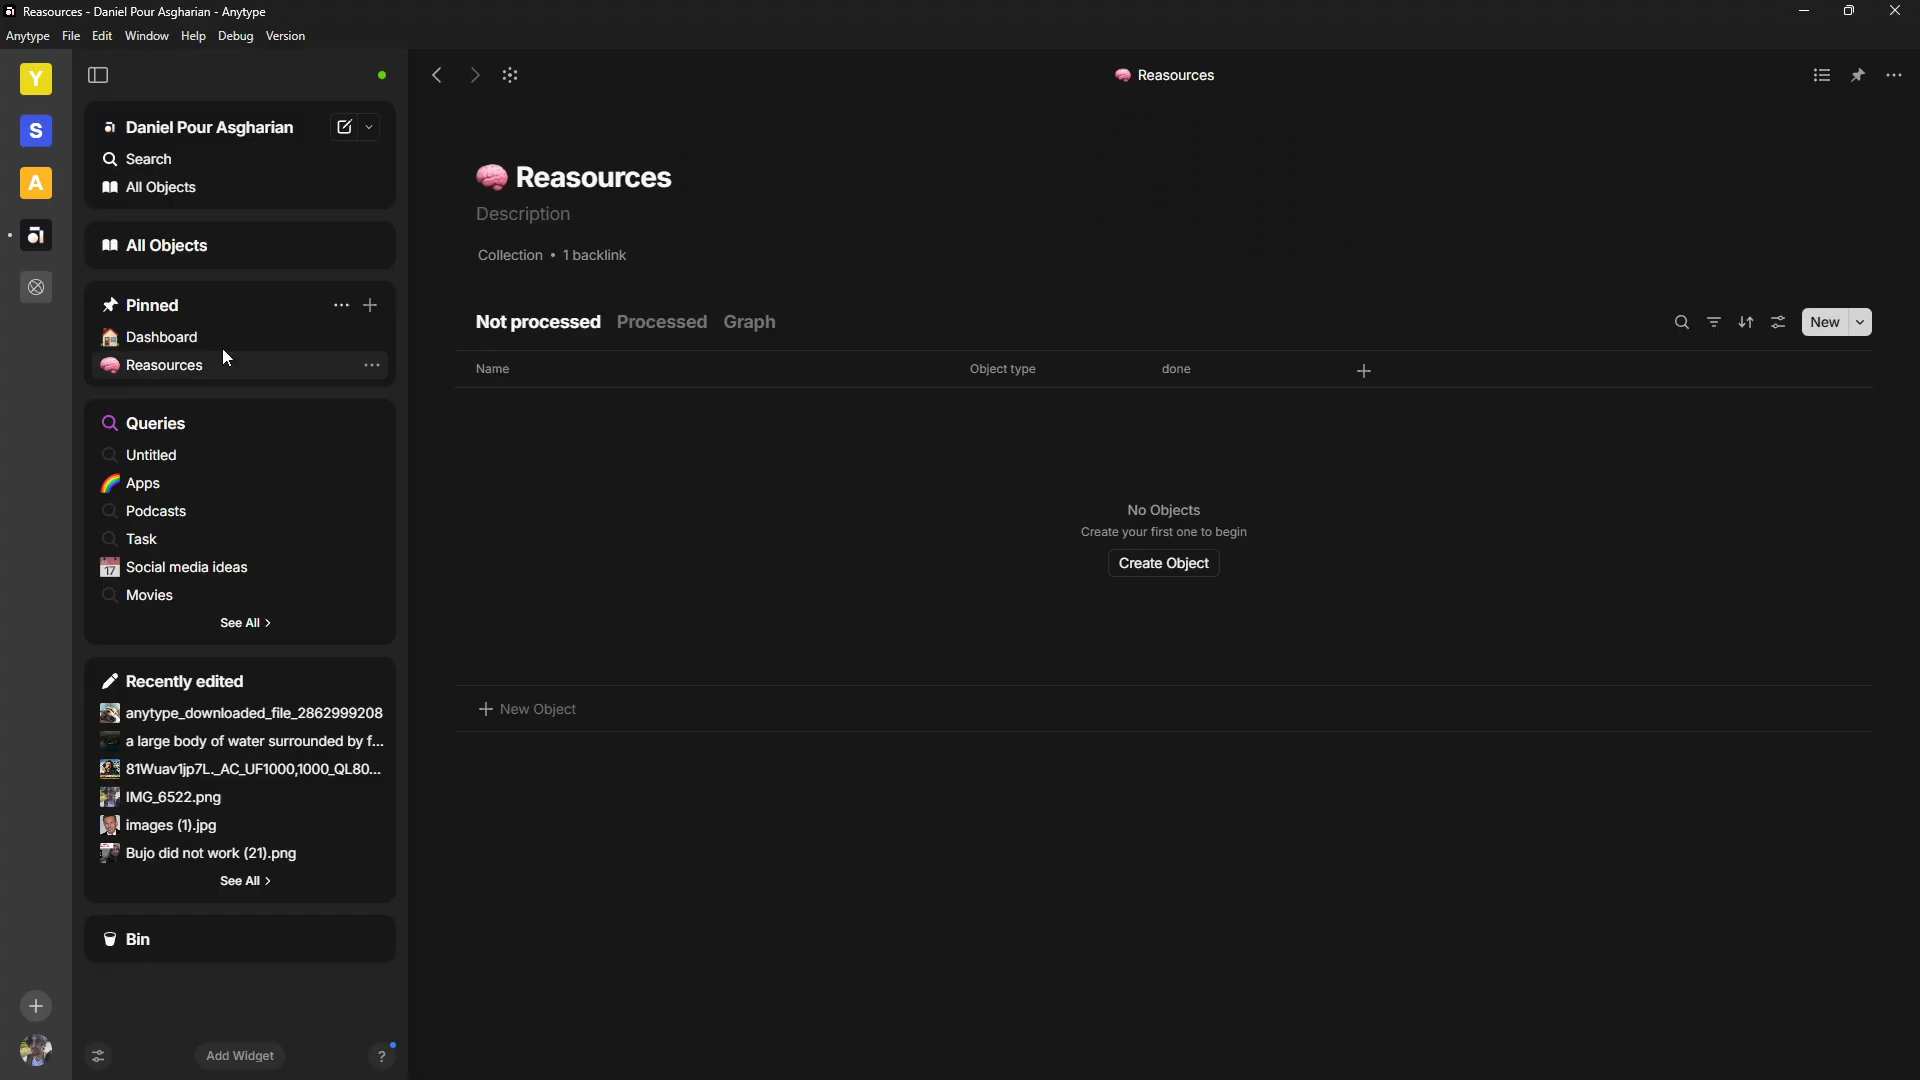 Reasources - Daniel Pour Asgharian - Anytype
Anytype File Edit Window Help Debug Version
Y
S
A
Daniel Pour Asgharian
Search
All Objects
All Objects
Pinned
Dashboard
Reasources
Queries
Untitled
Apps
Podcasts
Task
17 Social media ideas
Movies
See All >
Recently edited
anytype_downloaded_file_2862999208
a large body of water surrounded by f...
81Wuav1jp7L._AC_UF1000,1000_QL80...
IMG_6522.png
images (1).jpg
Bujo did not work (21).png
See All >
Bin
Add Widget
?
Reasources
Reasources
Description
Collection • 1 backlink
Not processed Processed Graph
New
Name Object type done
No Objects
Create your first one to begin
Create Object
+ New Object